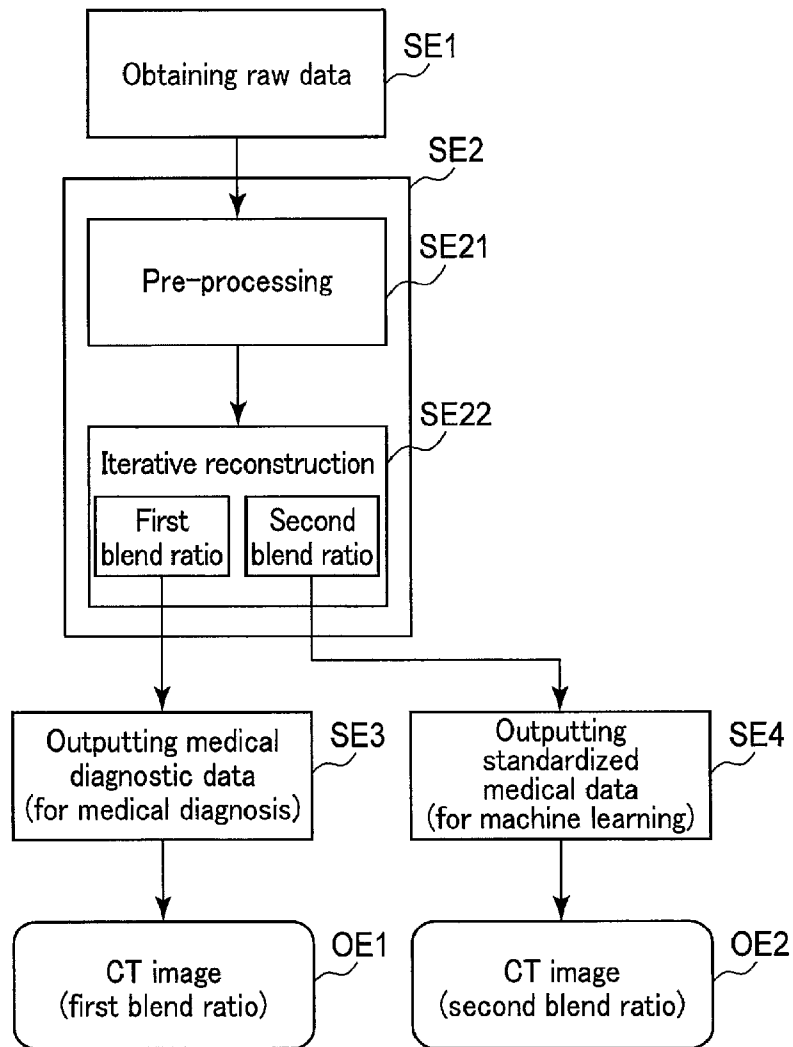 Obtaining raw data
SE1
SE2
Pre-processing
SE21
SE22
Iterative reconstruction
First
blend ratio
Second
blend ratio
Outputting medical
diagnostic data
(for medical diagnosis)
SE3
Outputting
standardized
medical data
(for machine learning)
SE4
CT image
(first blend ratio)
OE1
CT image
(second blend ratio)
OE2